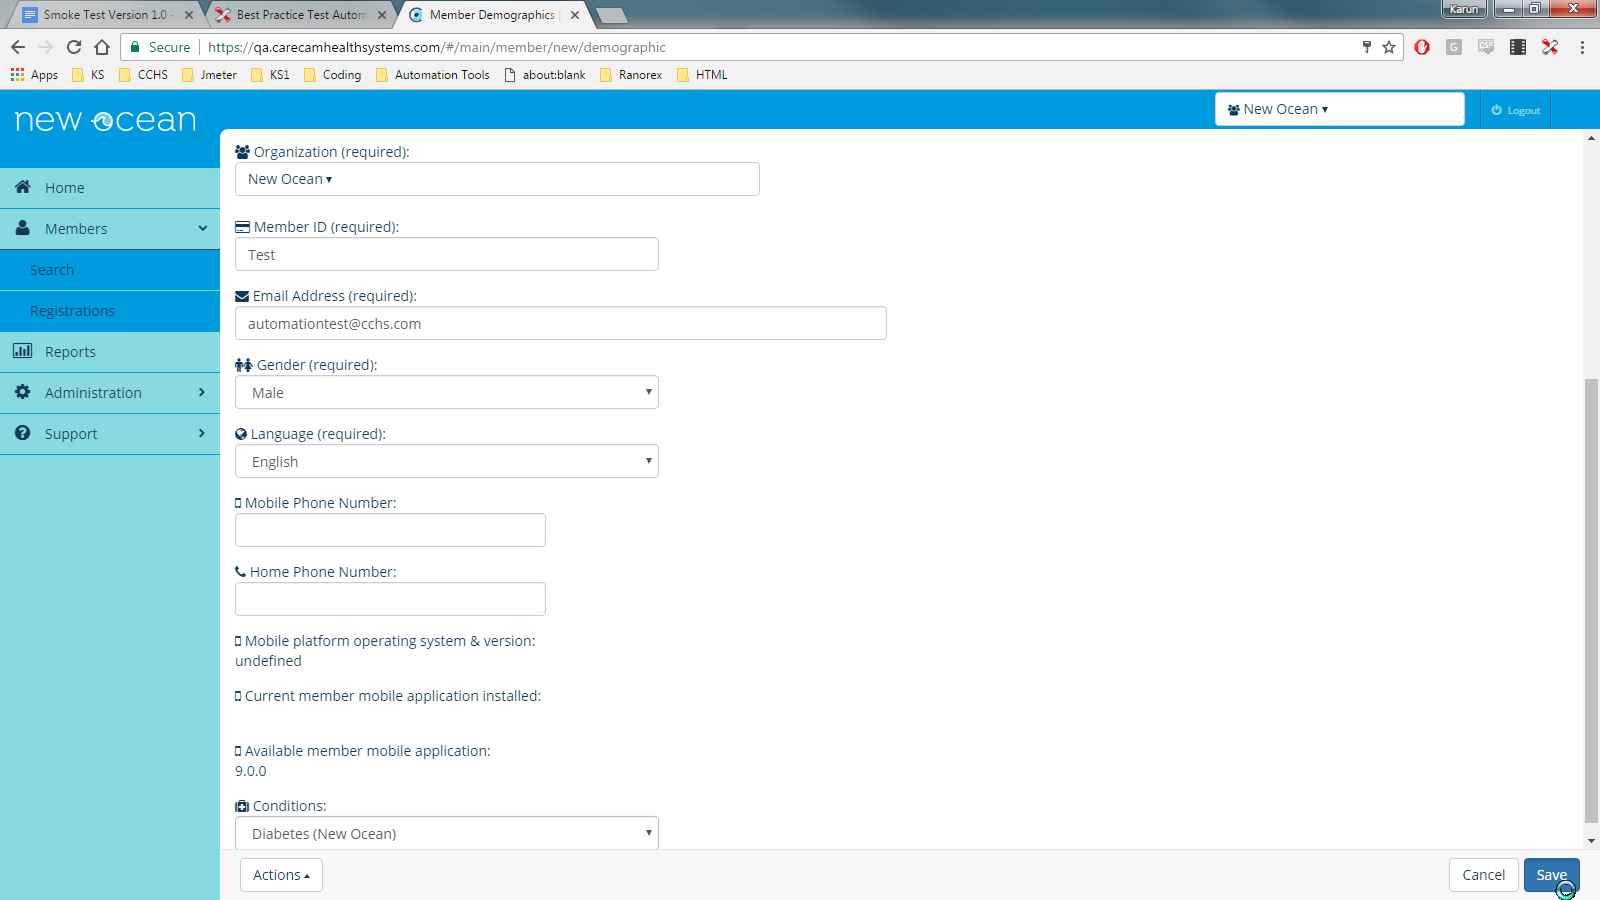 Smoke Test Version 1.0 -
Best Practice Test Autom
Member Demographics |
Karun
Secure
https://qa.carecamhealthsystems.com/#/main/member/new/demographic
Apps
KS
CCHS
Jmeter
KS1
Coding
Automation Tools
about:blank
Ranorex
HTML
new ocean
New Ocean ▾
Logout
Home
Members
Search
Registrations
Reports
Administration
Support
Organization (required):
New Ocean ▾
Member ID (required):
Test
Email Address (required):
automationtest@cchs.com
Gender (required):
Male
Language (required):
English
Mobile Phone Number:
Home Phone Number:
Mobile platform operating system & version:
undefined
Current member mobile application installed:
Available member mobile application:
9.0.0
Conditions:
Diabetes (New Ocean)
Actions
Cancel
Save